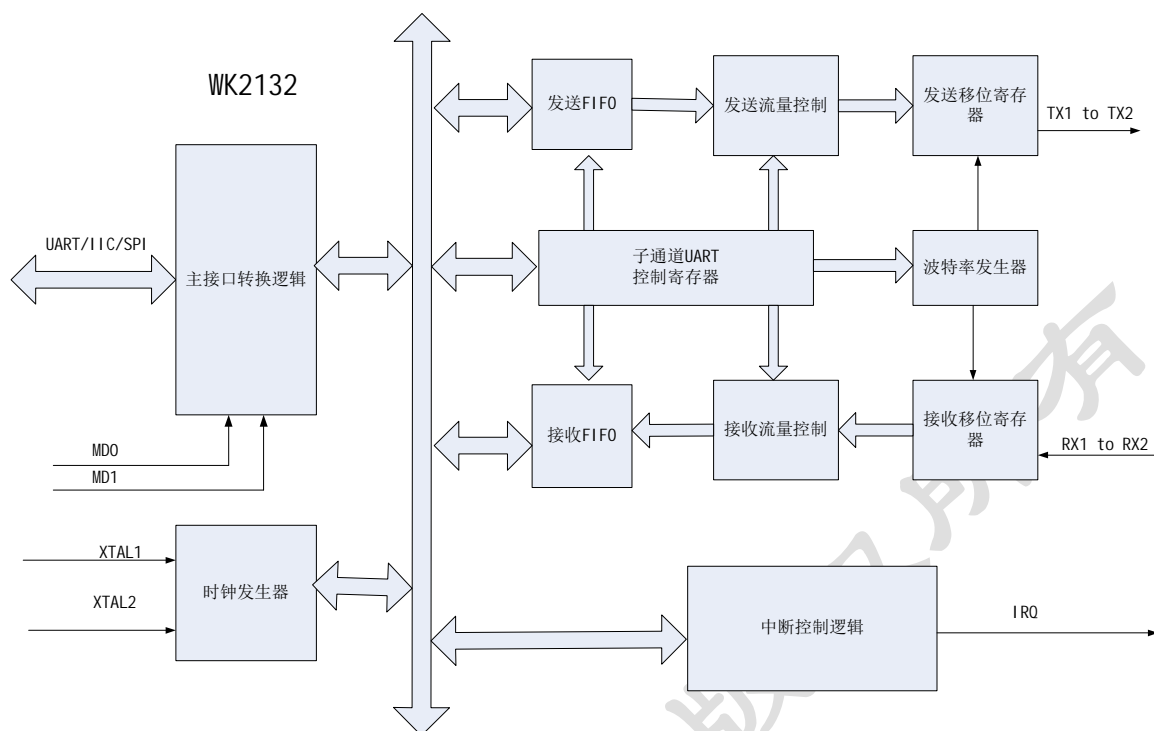 WK2132
发送FIFO
发送流量控制
发送移位寄存
器
TX1 to TX2
UART/IIC/SPI
主接口转换逻辑
子通道UART
控制寄存器
波特率发生器
MD0
MD1
接收FIFO
接收流量控制
接收移位寄存
器
RX1 to RX2
XTAL1
XTAL2
时钟发生器
中断控制逻辑
IRQ
版权所有